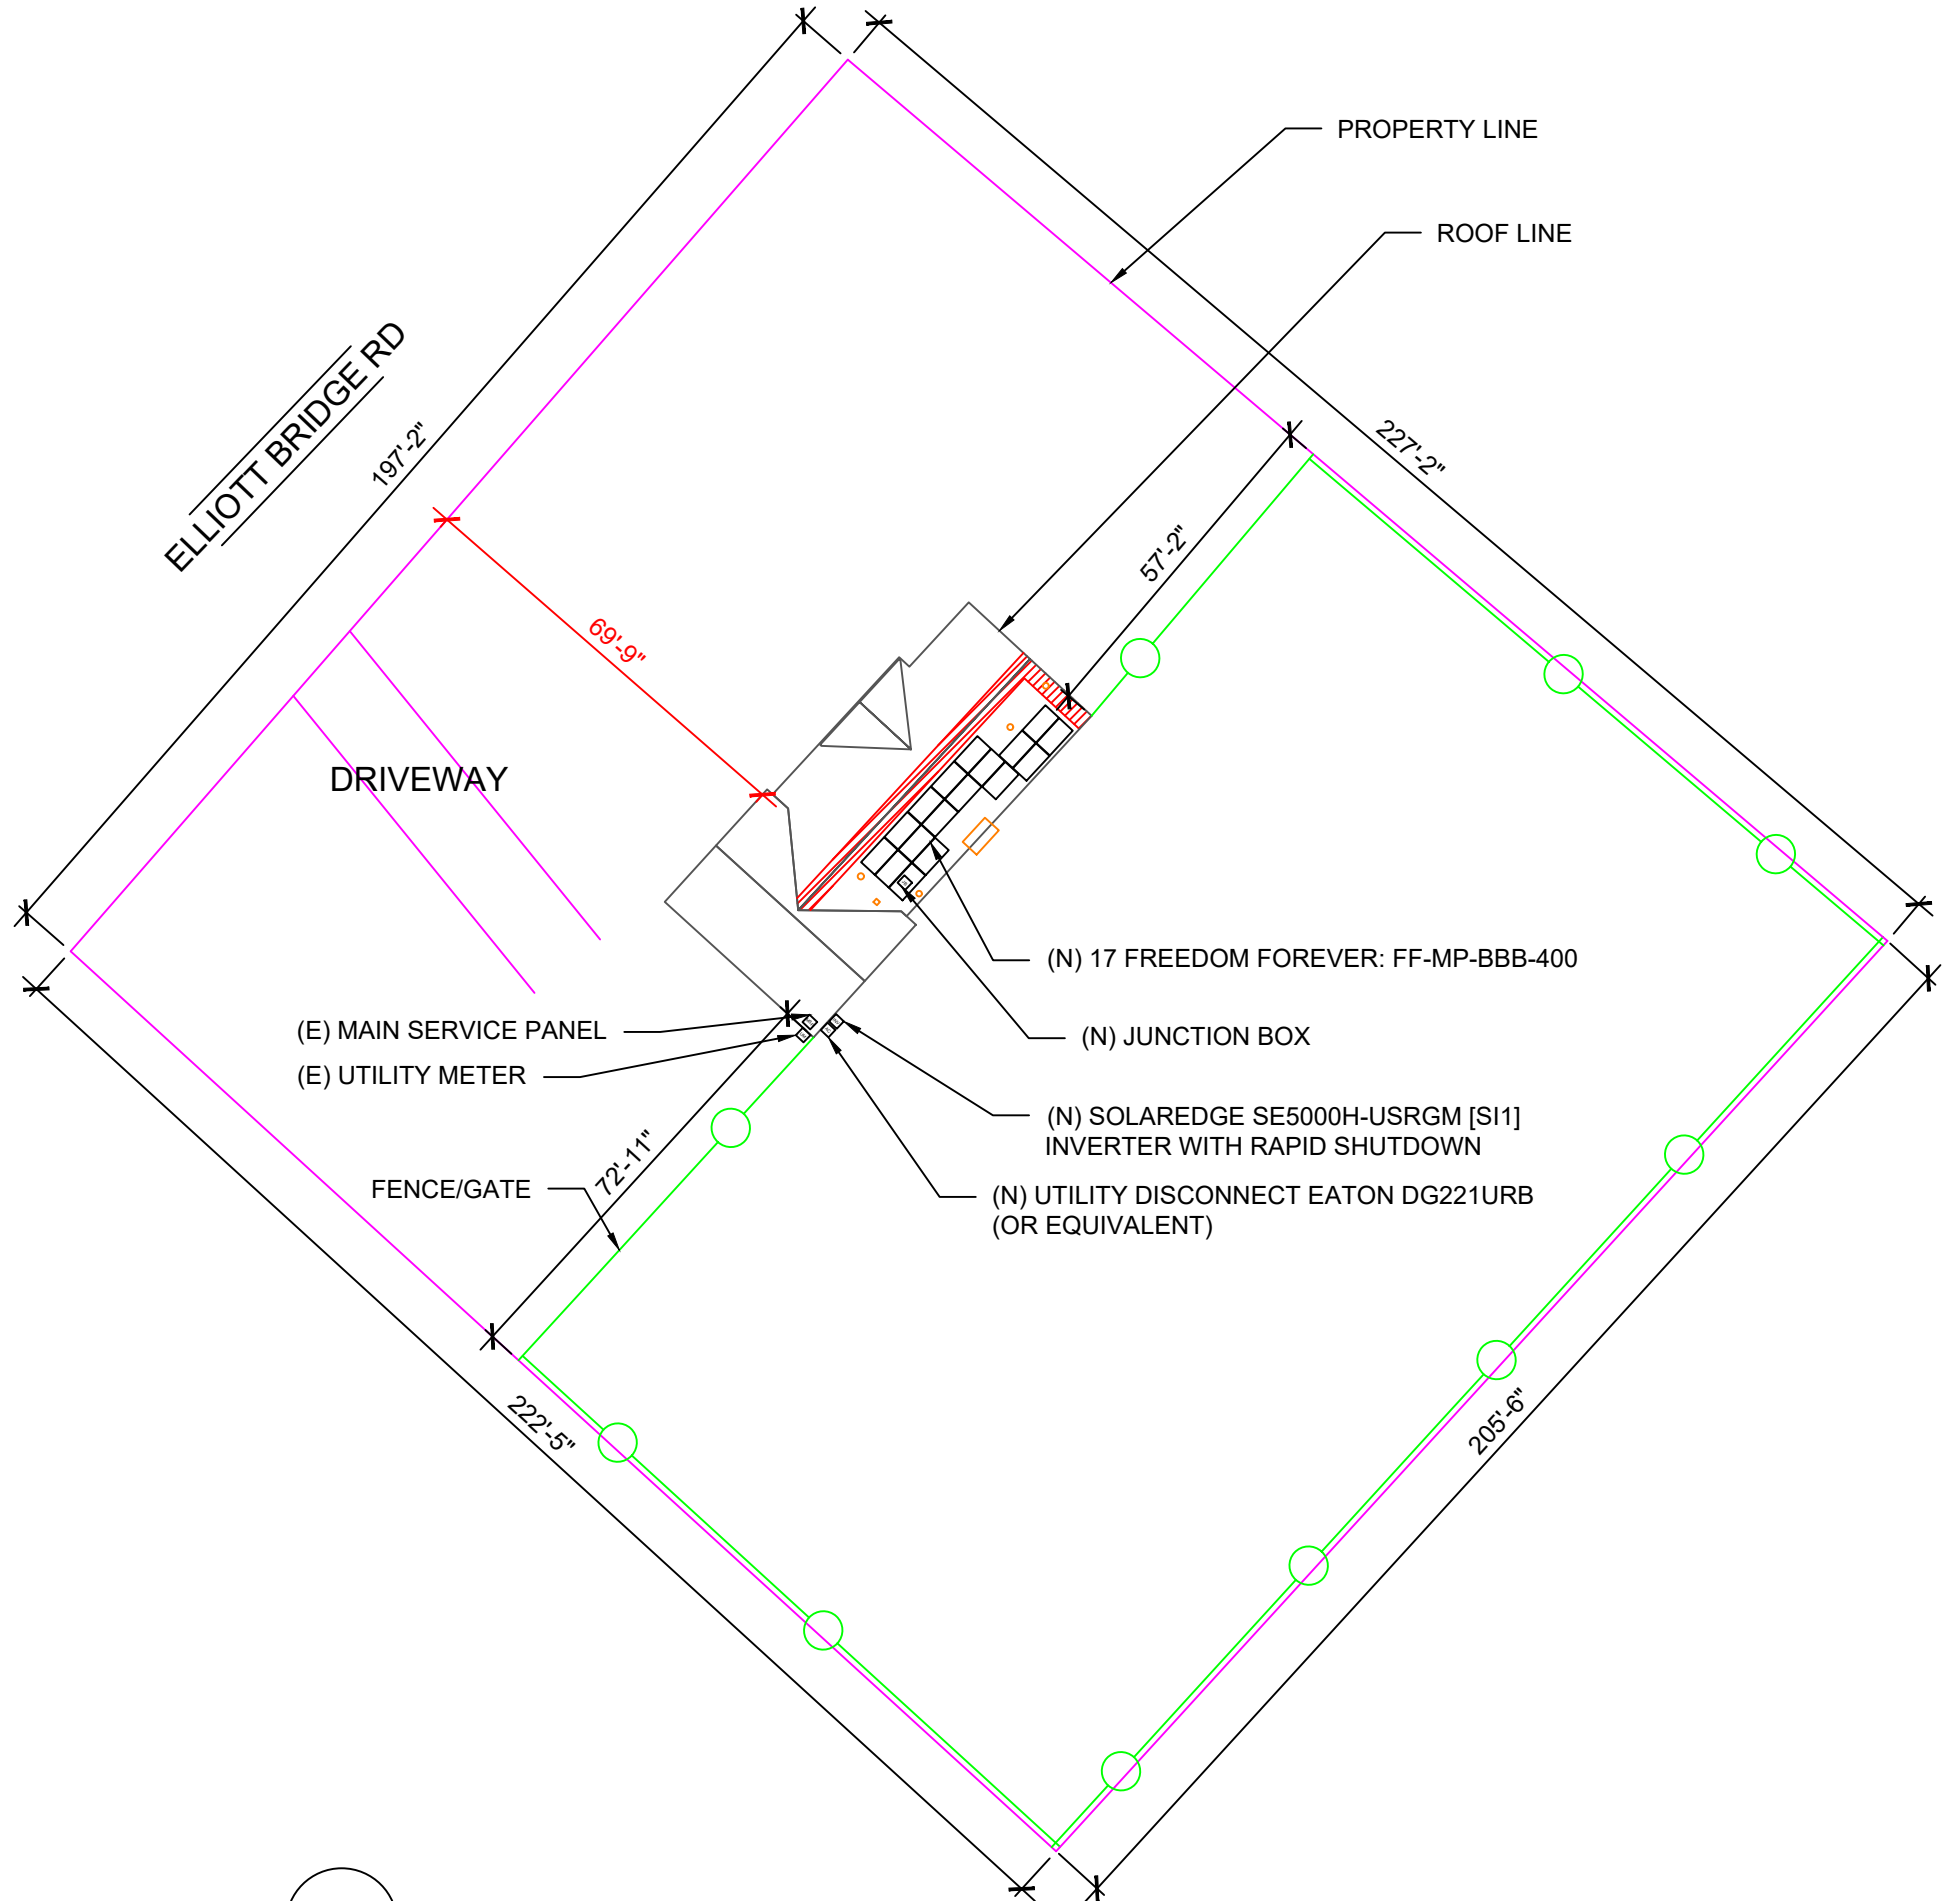 PROPERTY LINE
ROOF LINE
ELLIOTT BRIDGE RD
197'-2"
227'-2"
57'-2"
69'-9"
DRIVEWAY
(N) 17 FREEDOM FOREVER: FF-MP-BBB-400
(E) MAIN SERVICE PANEL
(N) JUNCTION BOX
(E) UTILITY METER
(N) SOLAREDGE SE5000H-USRGM [SI1]
INVERTER WITH RAPID SHUTDOWN
72'-11"
FENCE/GATE
(N) UTILITY DISCONNECT EATON DG221URB
(OR EQUIVALENT)
222'-5"
205'-6"